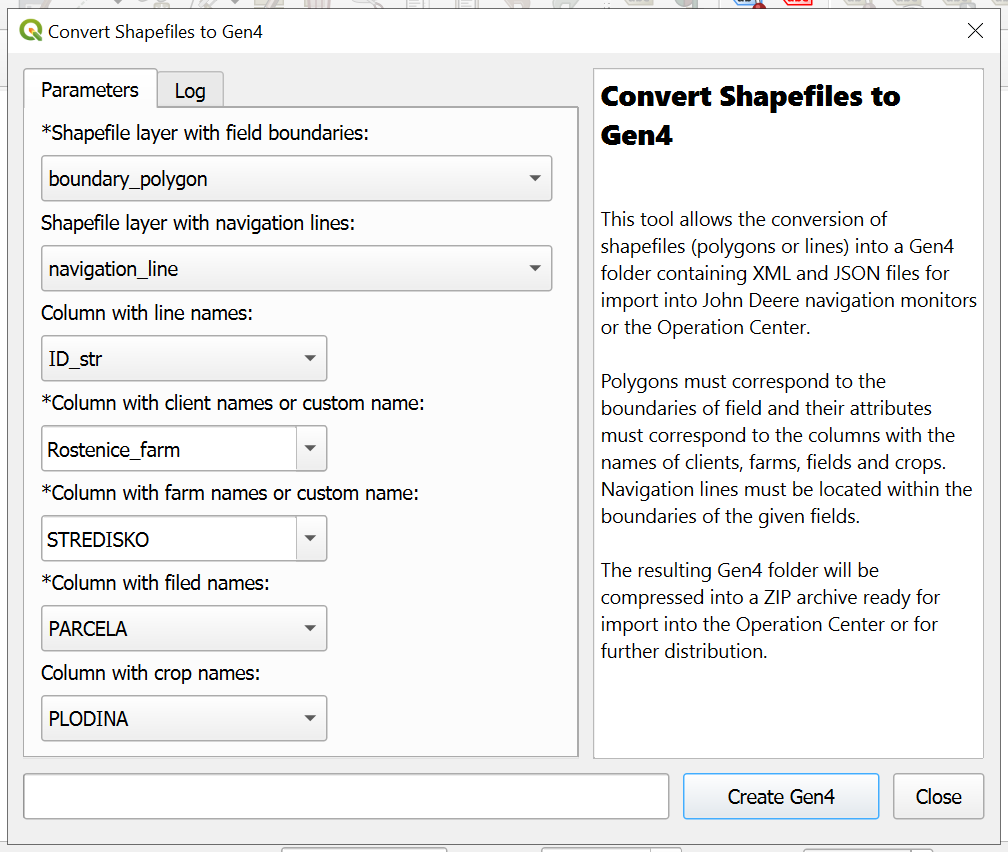 Convert Shapefiles to Gen4
Parameters
Log
*Shapefile layer with field boundaries:
boundary_polygon
Shapefile layer with navigation lines:
navigation_line
Column with line names:
ID_str
*Column with client names or custom name:
Rostenice_farm
*Column with farm names or custom name:
STREDISKO
*Column with filed names:
PARCELA
Column with crop names:
PLODINA
Convert Shapefiles to
Gen4
This tool allows the conversion of
shapefiles (polygons or lines) into a Gen4
folder containing XML and JSON files for
import into John Deere navigation monitors
or the Operation Center.
Polygons must correspond to the
boundaries of field and their attributes
must correspond to the columns with the
names of clients, farms, fields and crops.
Navigation lines must be located within the
boundaries of the given fields.
The resulting Gen4 folder will be
compressed into a ZIP archive ready for
import into the Operation Center or for
further distribution.
Create Gen4
Close